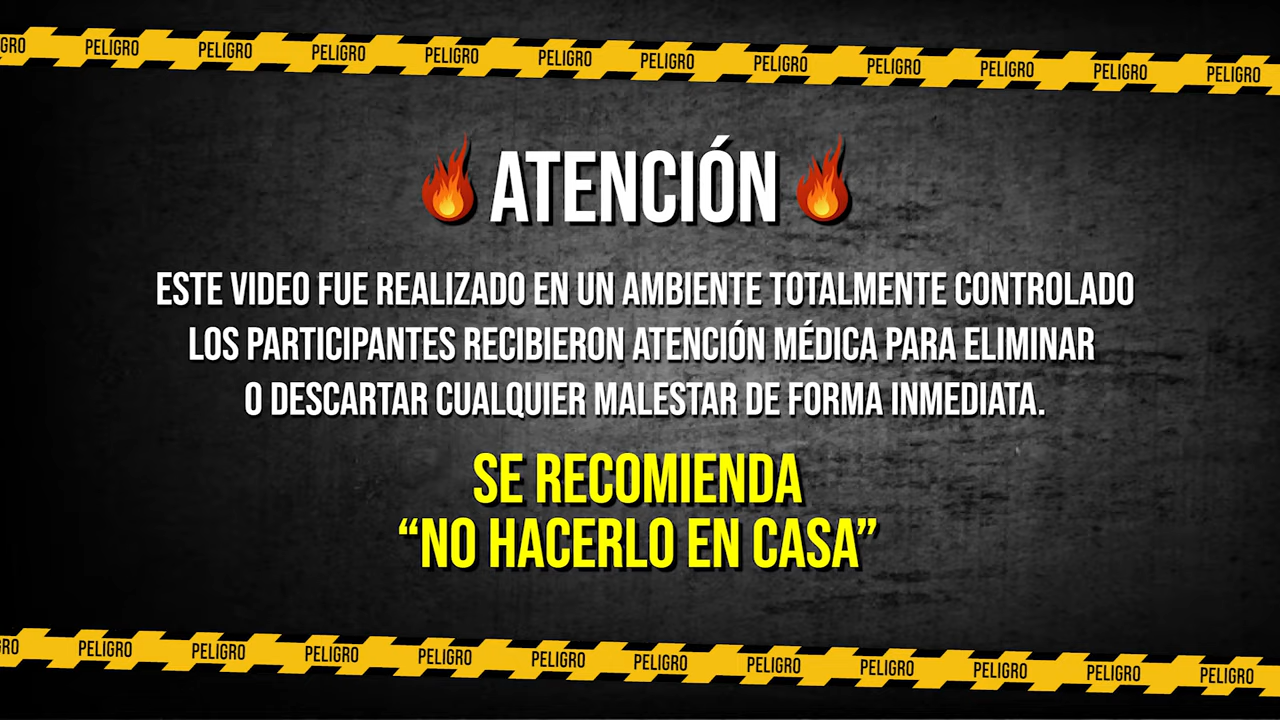 GRO PELIGRO PELIGRO PELIGRO PELIGRO PELIGRO PELIGRO PELIGRO PELIGRO PELIGRO PELIGRO PELIGRO
ATENCIÓN
ESTE VIDEO FUE REALIZADO EN UN AMBIENTE TOTALMENTE CONTROLADO
LOS PARTICIPANTES RECIBIERON ATENCIÓN MÉDICA PARA ELIMINAR
O DESCARTAR CUALQUIER MALESTAR DE FORMA INMEDIATA.
SE RECOMIENDA
“NO HACERLO EN CASA”
GRO PELIGRO PELIGRO PELIGRO PELIGRO PELIGRO PELIGRO PELIGRO PELIGRO PELIGRO PELIGRO PELIGRO